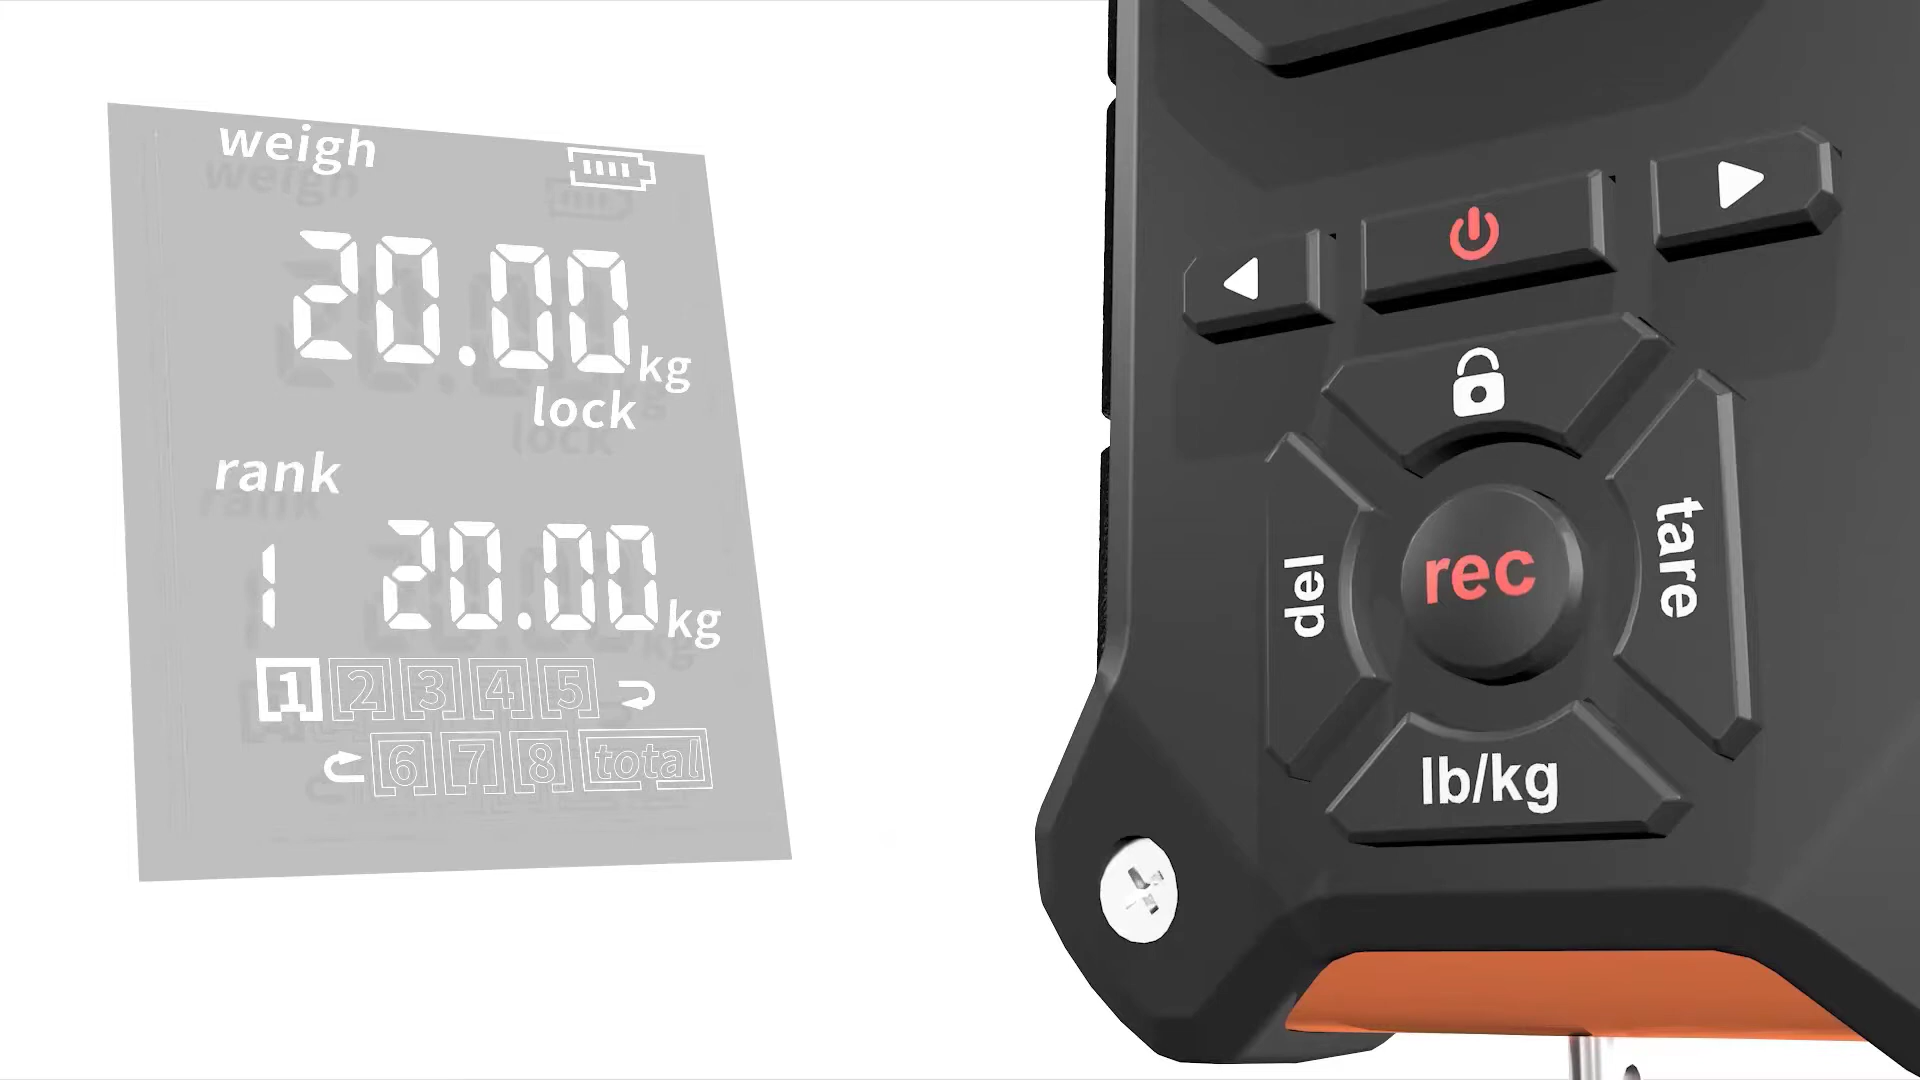 weigh
20.00kg
lock
rank
1 20.00kg
1 2 3 4 5
6 7 8 total
del
rec
tare
lb/kg